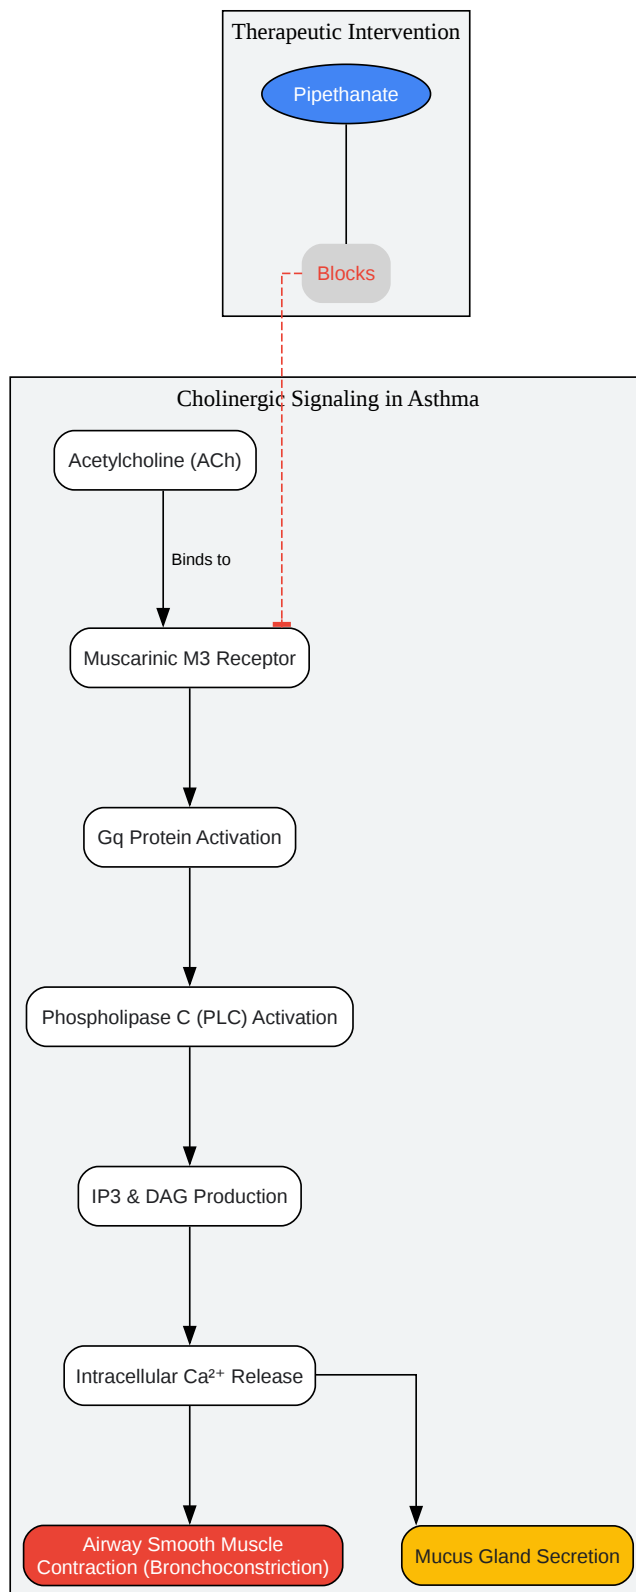 Therapeutic Intervention
Pipethanate
Blocks
Cholinergic Signaling in Asthma
Acetylcholine (ACh)
Binds to
Muscarinic M3 Receptor
Gq Protein Activation
Phospholipase C (PLC) Activation
IP3 & DAG Production
Intracellular Ca²⁺ Release
Airway Smooth Muscle
Contraction (Bronchoconstriction)
Mucus Gland Secretion